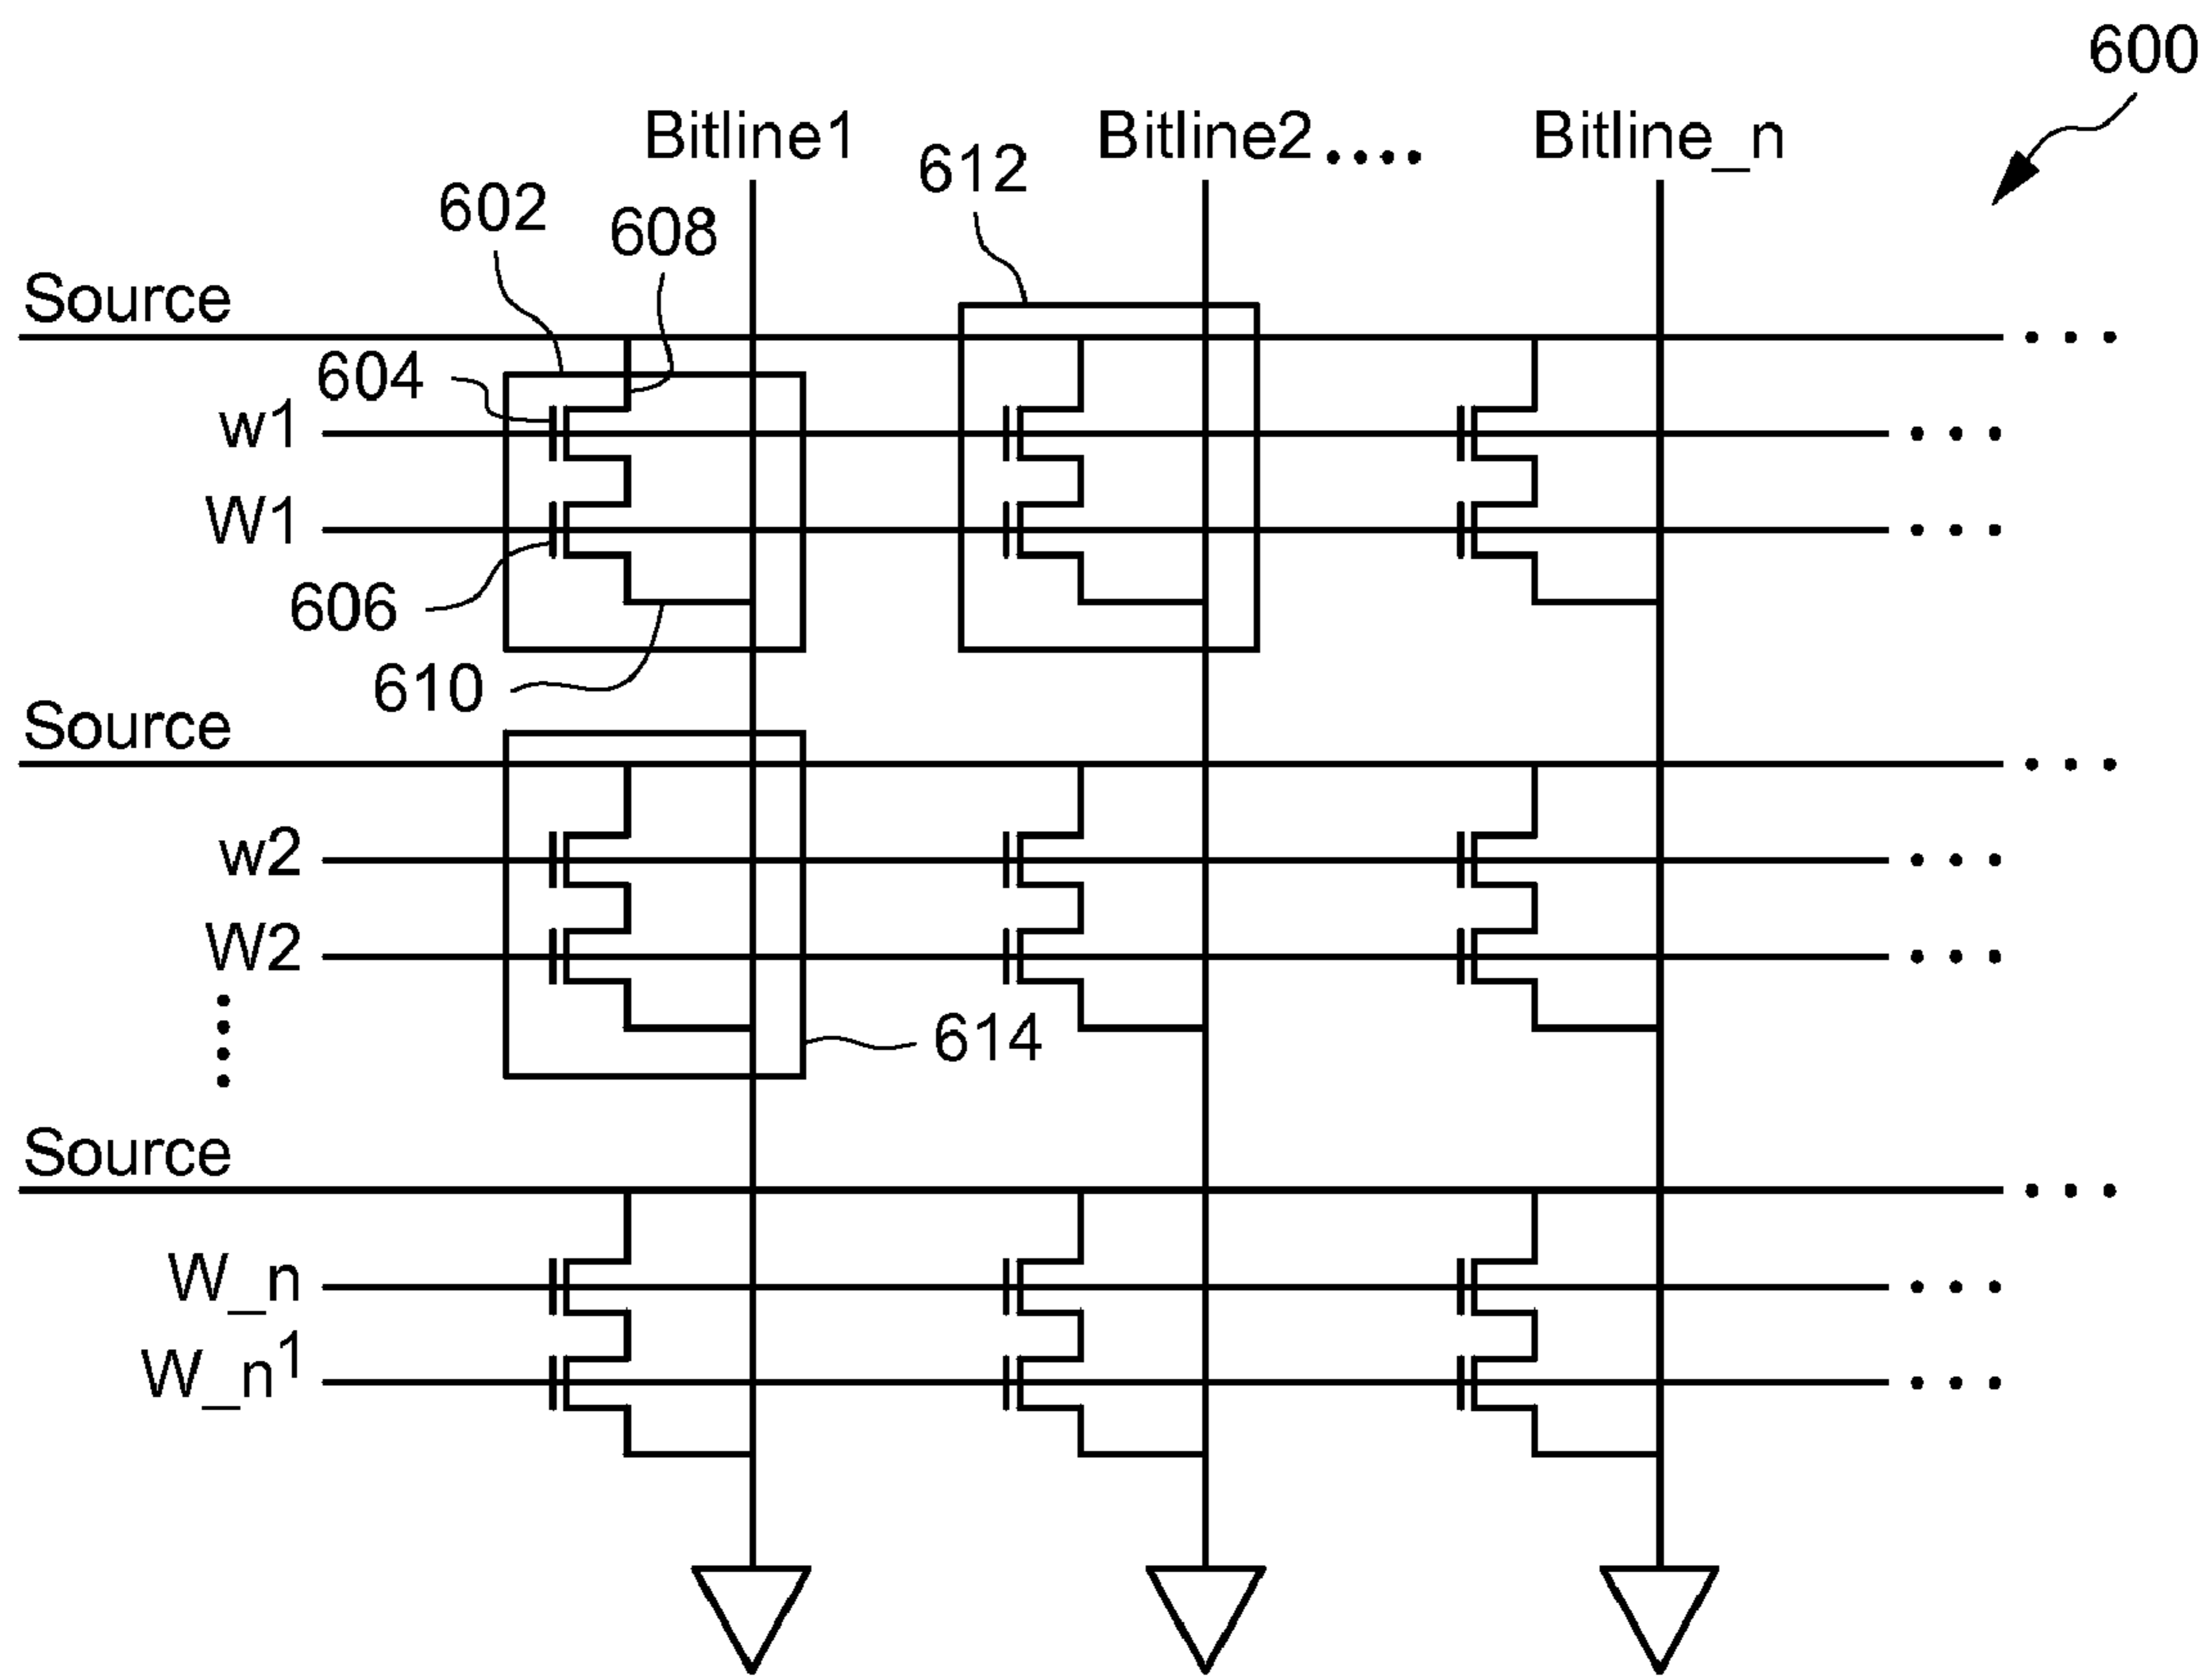 600
Bitline1
Bitline2
Bitline_n
612
602
608
Source
604
w1
W1
606
610
Source
w2
W2
614
Source
W_n
W_n¹